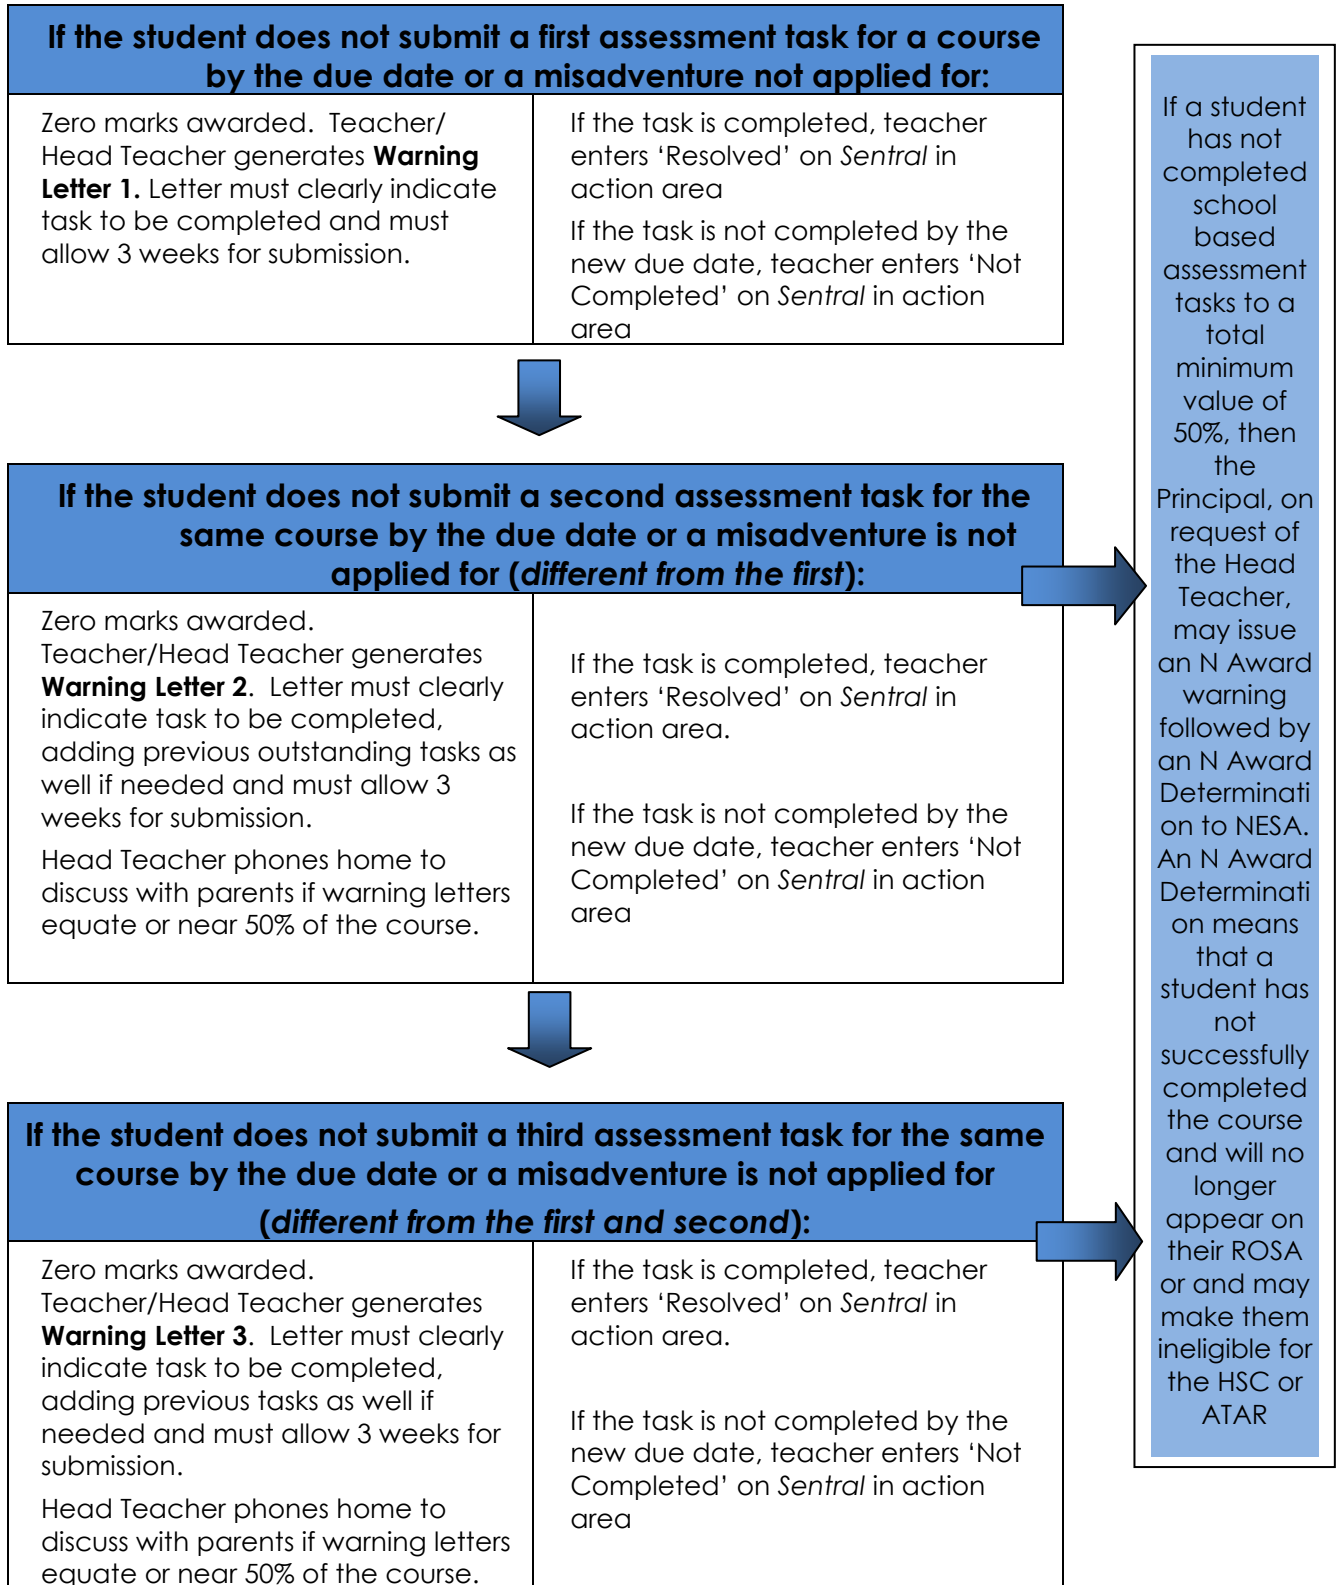 If the student does not submit a first assessment task for a course
by the due date or a misadventure not applied for:
Zero marks awarded.  Teacher/
Head Teacher generates Warning
Letter 1. Letter must clearly indicate
task to be completed and must
allow 3 weeks for submission.
If the task is completed, teacher
enters ‘Resolved’ on Sentral in
action area
If the task is not completed by the
new due date, teacher enters ‘Not
Completed’ on Sentral in action
area
If the student does not submit a second assessment task for the
same course by the due date or a misadventure is not
applied for (different from the first):
Zero marks awarded.
Teacher/Head Teacher generates
Warning Letter 2.  Letter must clearly
indicate task to be completed,
adding previous outstanding tasks as
well if needed and must allow 3
weeks for submission.
Head Teacher phones home to
discuss with parents if warning letters
equate or near 50% of the course.
If the task is completed, teacher
enters ‘Resolved’ on Sentral in
action area.
If the task is not completed by the
new due date, teacher enters ‘Not
Completed’ on Sentral in action
area
If the student does not submit a third assessment task for the same
course by the due date or a misadventure is not applied for
(different from the first and second):
Zero marks awarded.
Teacher/Head Teacher generates
Warning Letter 3.  Letter must clearly
indicate task to be completed,
adding previous tasks as well if
needed and must allow 3 weeks for
submission.
Head Teacher phones home to
discuss with parents if warning letters
equate or near 50% of the course.
If the task is completed, teacher
enters ‘Resolved’ on Sentral in
action area.
If the task is not completed by the
new due date, teacher enters ‘Not
Completed’ on Sentral in action
area
If a student
has not
completed
school
based
assessment
tasks to a
total
minimum
value of
50%, then
the
Principal, on
request of
the Head
Teacher,
may issue
an N Award
warning
followed by
an N Award
Determinati
on to NESA.
An N Award
Determinati
on means
that a
student has
not
successfully
completed
the course
and will no
longer
appear on
their ROSA
or and may
make them
ineligible for
the HSC or
ATAR